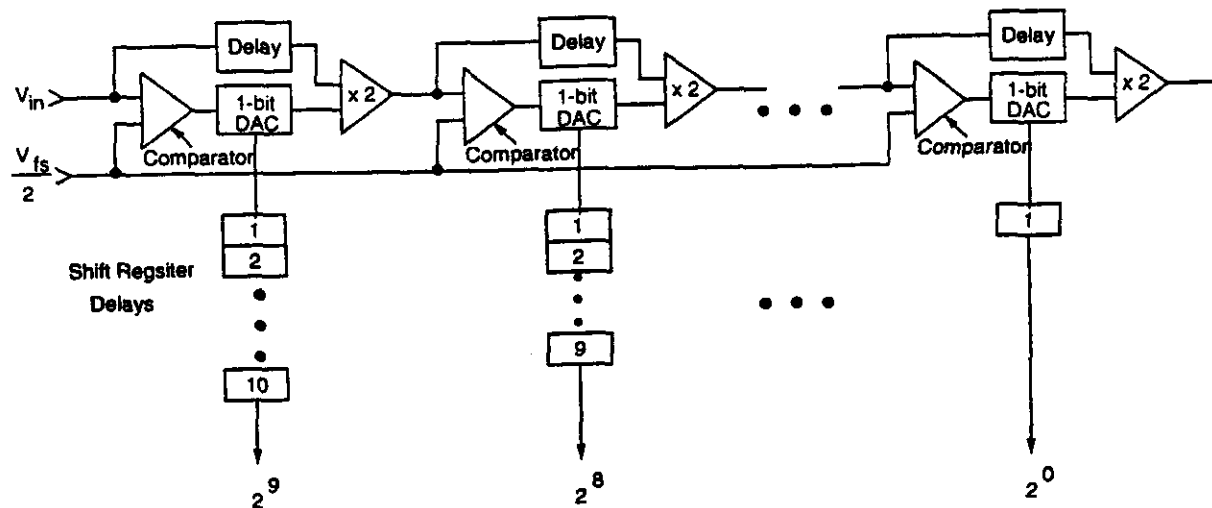 Delay
Delay
Delay
V in
x 2
x 2
x 2
1-bit
DAC
1-bit
DAC
1-bit
DAC
Comparator
Comparator
Comparator
V fs
2
1
2
10
1
2
9
1
Shift Regsiter
Delays
2 9
2 8
2 0